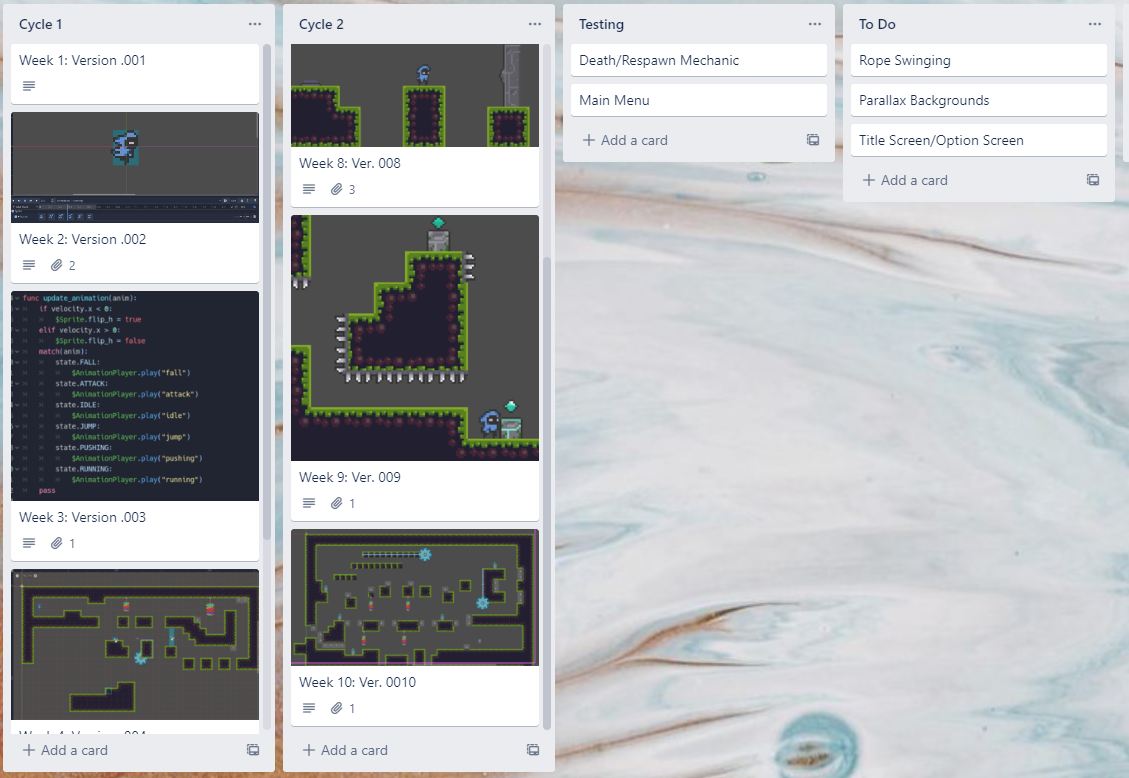 Cycle 1
Week 1: Version .001
Week 2: Version .002
2
func update_animation(anim):
if velocity.x < 0:
$Sprite.flip_h = true
elif velocity.x > 0:
$Sprite.flip_h = false
match(anim):
state.FALL:
$AnimationPlayer.play("fall")
state.ATTACK:
$AnimationPlayer.play("attack")
state.IDLE:
$AnimationPlayer.play("idle")
state.JUMP:
$AnimationPlayer.play("jump")
state.PUSHING:
$AnimationPlayer.play("pushing")
state.RUNNING:
$AnimationPlayer.play("running")
pass
Week 3: Version .003
1
Add a card
Cycle 2
Week 8: Ver. 008
3
Week 9: Ver. 009
1
Week 10: Ver. 0010
1
Add a card
Testing
Death/Respawn Mechanic
Main Menu
Add a card
To Do
Rope Swinging
Parallax Backgrounds
Title Screen/Option Screen
Add a card